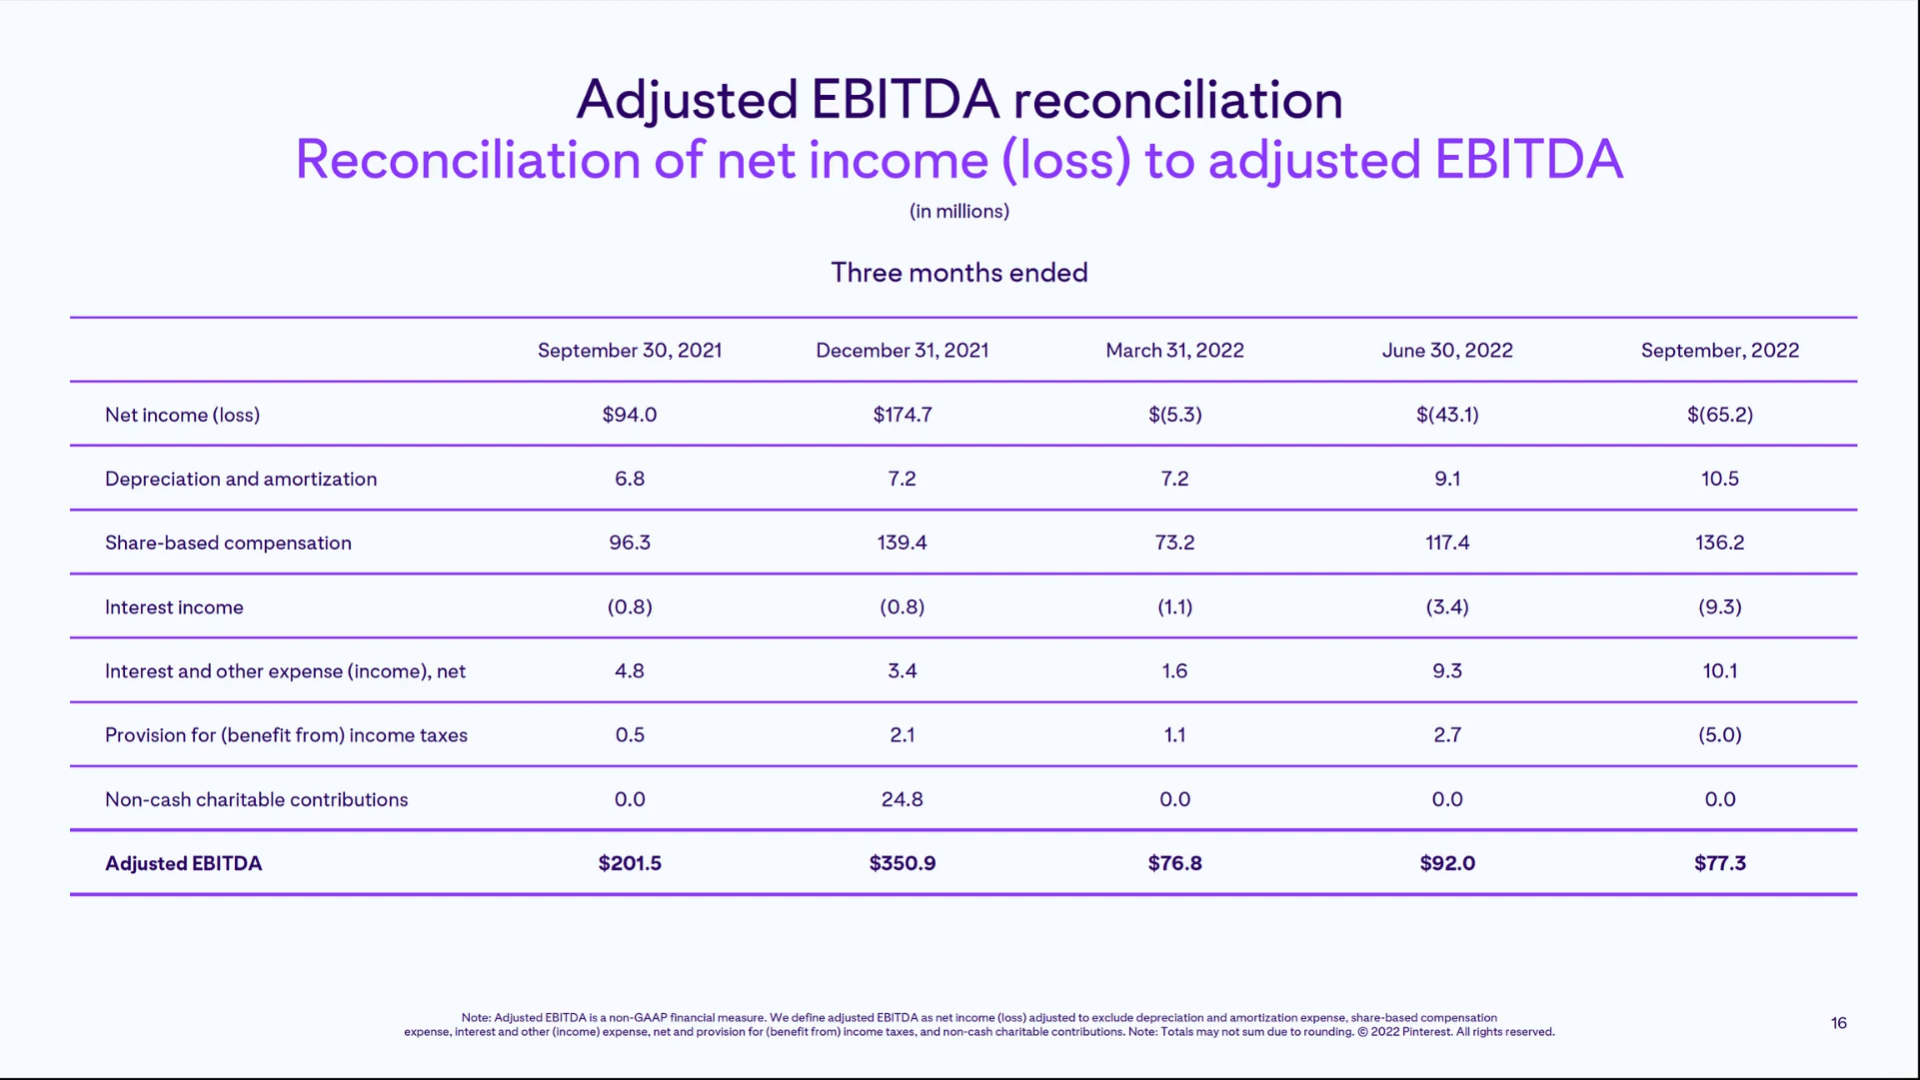 Adjusted EBITDA reconciliation
Reconciliation of net income (loss) to adjusted EBITDA
(in millions)
Three months ended
September 30, 2021 December 31, 2021 March 31, 2022 June 30, 2022 September, 2022
Net income (loss) $94.0 $174.7 $(5.3) $(43.1) $(65.2)
Depreciation and amortization 6.8 7.2 7.2 9.1 10.5
Share-based compensation 96.3 139.4 73.2 117.4 136.2
Interest income (0.8) (0.8) (1.1) (3.4) (9.3)
Interest and other expense (income), net 4.8 3.4 1.6 9.3 10.1
Provision for (benefit from) income taxes 0.5 2.1 1.1 2.7 (5.0)
Non-cash charitable contributions 0.0 24.8 0.0 0.0 0.0
Adjusted EBITDA $201.5 $350.9 $76.8 $92.0 $77.3
Note: Adjusted EBITDA is a non-GAAP financial measure. We define adjusted EBITDA as net income (loss) adjusted to exclude depreciation and amortization expense, share-based compensation
expense, interest and other (income) expense, net and provision for (benefit from) income taxes, and non-cash charitable contributions. Note: Totals may not sum due to rounding. © 2022 Pinterest. All rights reserved.
16